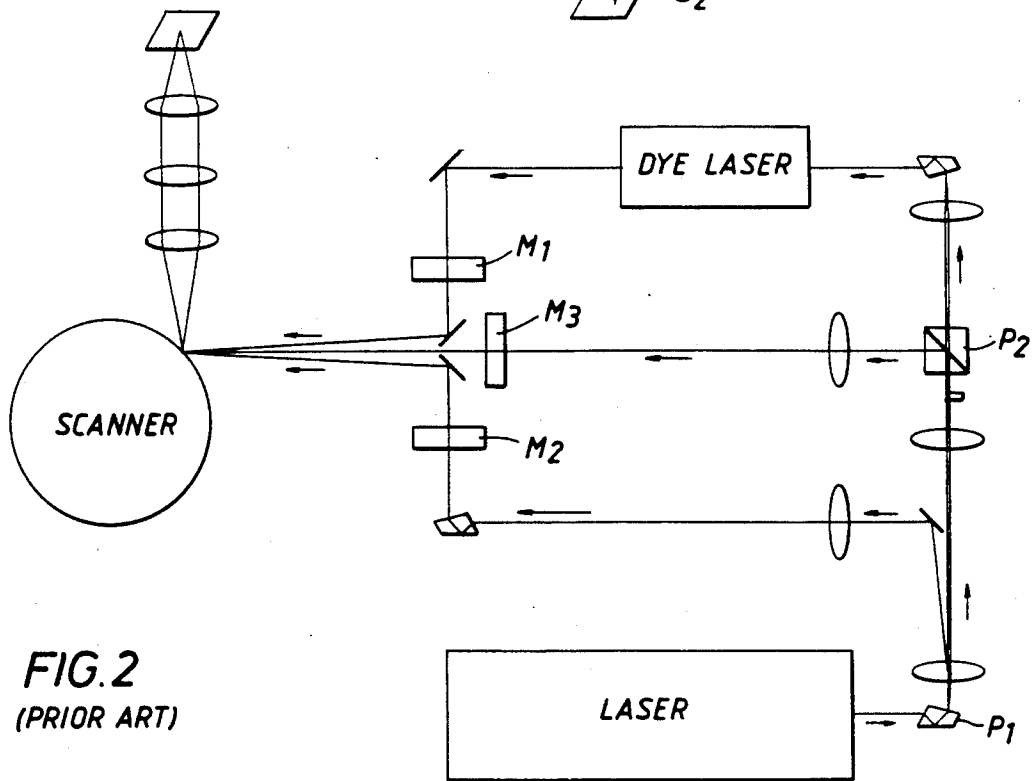 DYE LASER
M1
M3
P2
SCANNER
M2
FIG.2
(PRIOR ART)
LASER
P1